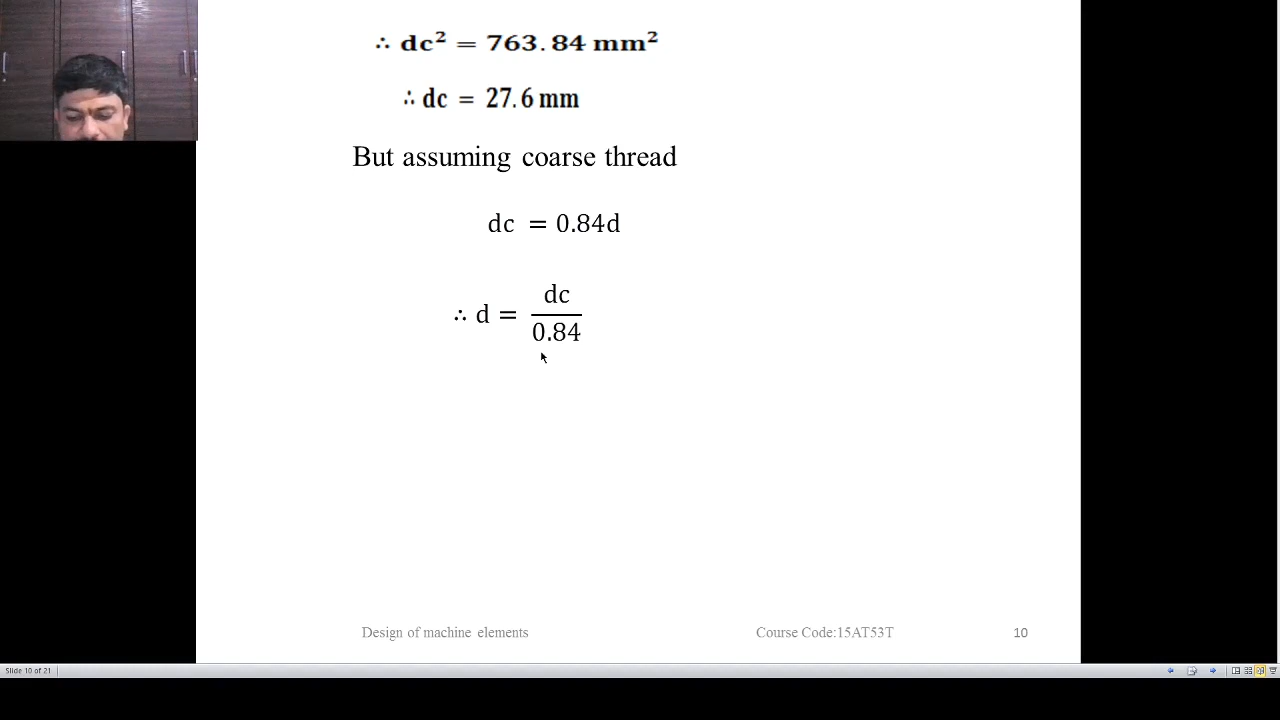 ∴ dc² = 763.84 mm²
∴ dc = 27.6 mm
But assuming coarse thread
dc = 0.84d
∴ d = dc/0.84
Design of machine elements Course Code:15AT53T 10
Slide 10 of 21